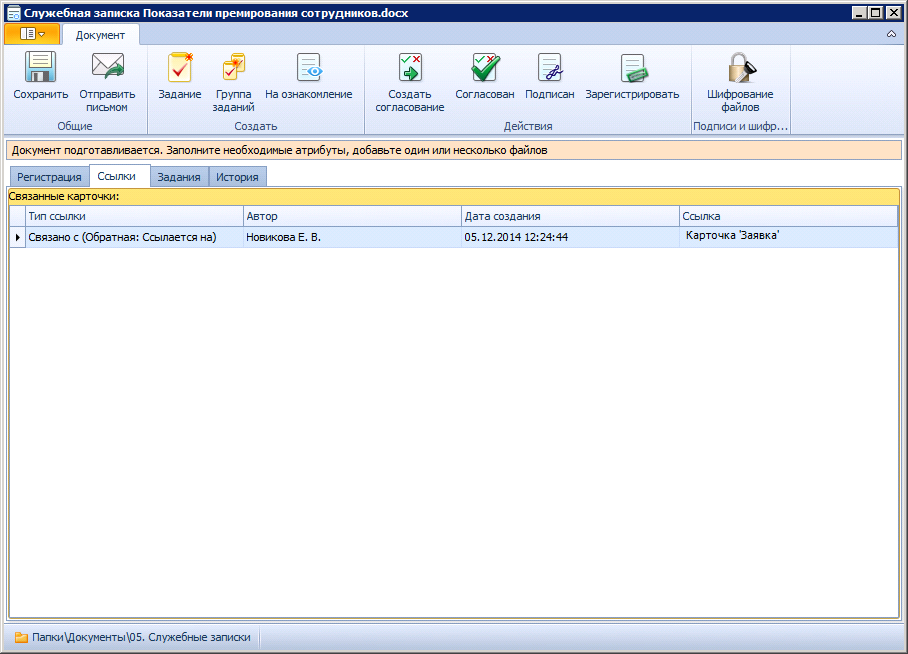 Служебная записка Показатели премирования сотрудников.docx
Документ
Сохранить
Отправить письмом
Задание
Группа заданий
На ознакомление
Создать согласование
Согласован
Подписан
Зарегистрировать
Шифрование файлов
Общие
Создать
Действия
Подписи и шифр...
Документ подготавливается. Заполните необходимые атрибуты, добавьте один или несколько файлов
Регистрация Ссылки Задания История
Связанные карточки:
Тип ссылки Автор Дата создания Ссылка
Связано с (Обратная: Ссылается на) Новикова Е. В. 05.12.2014 12:24:44 Карточка 'Заявка'
Папки\Документы\05. Служебные записки